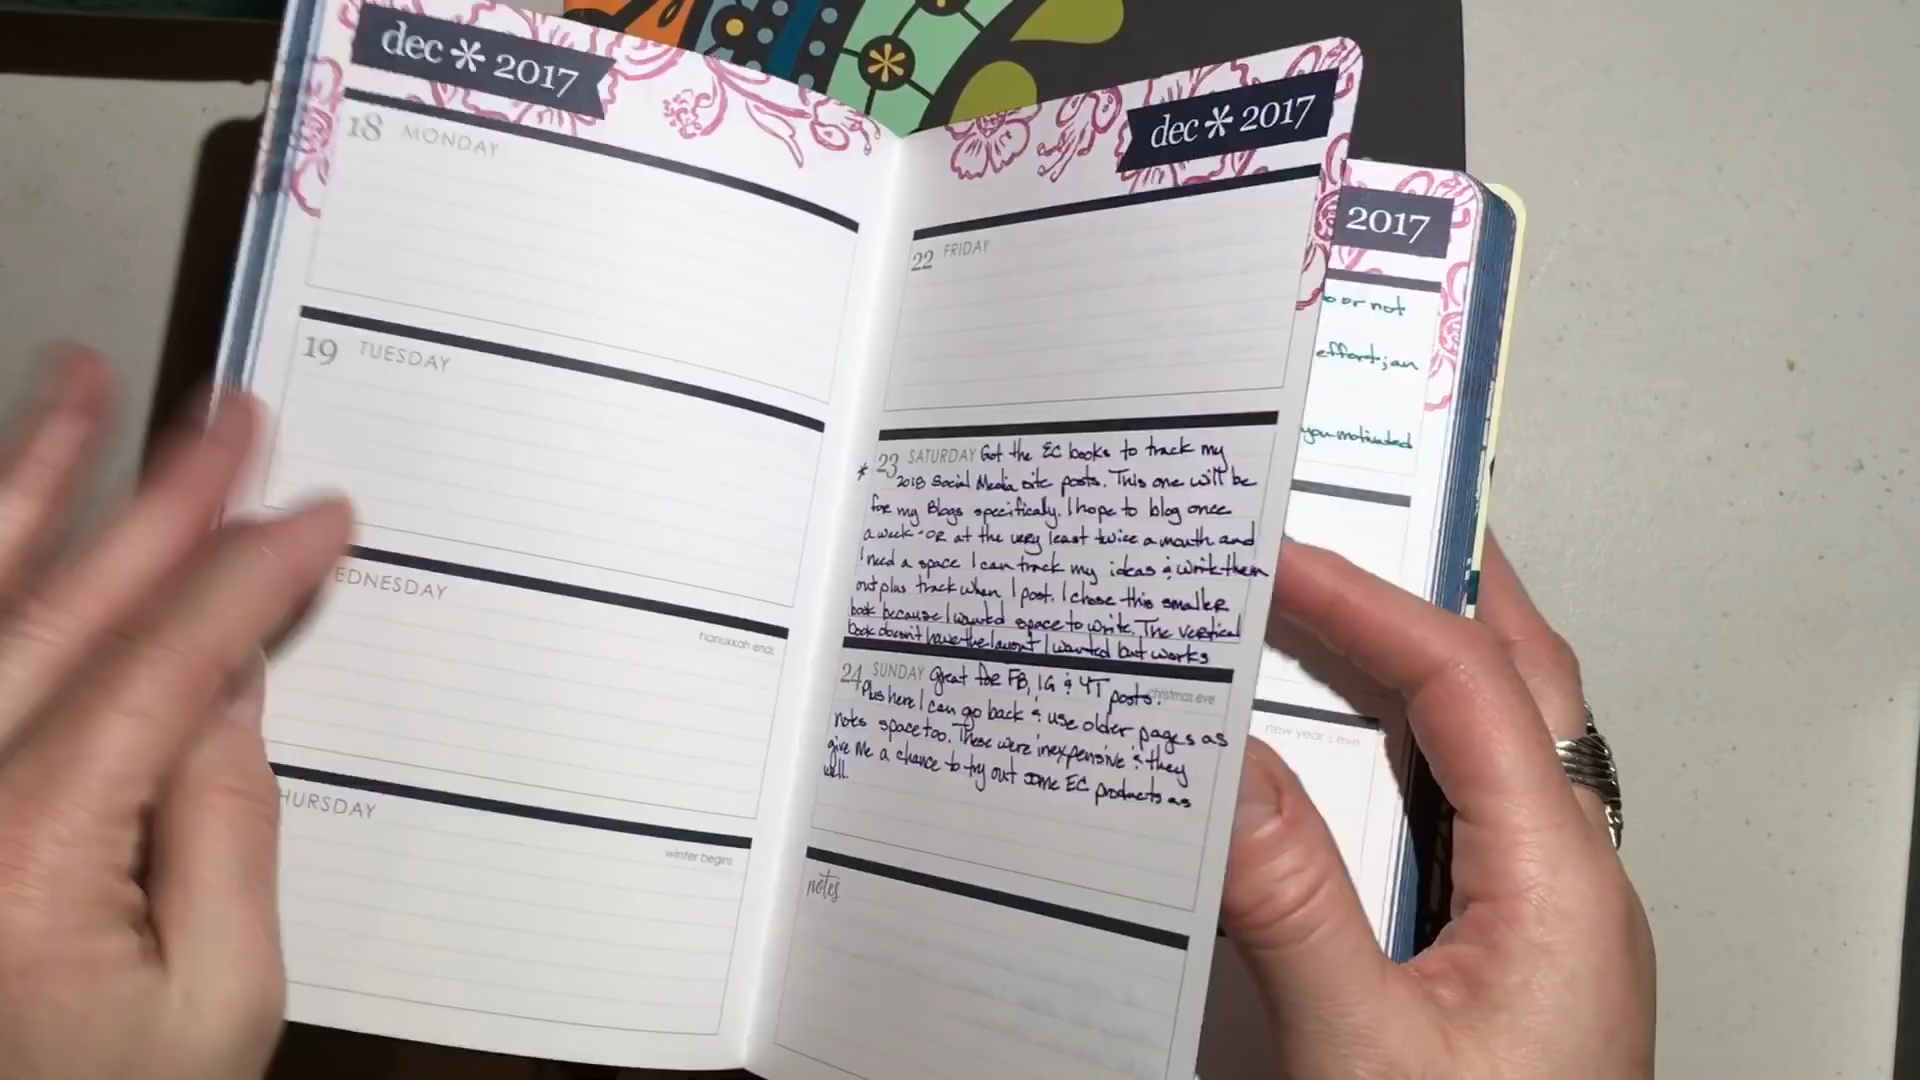 dec * 2017
18 MONDAY
19 TUESDAY
EDNESDAY
hanukkah ends
HURSDAY
winter begins
dec * 2017
22 FRIDAY
* 23 SATURDAY Got the EC books to track my
2018 Social Media site posts. This one will be
for my Blogs specifically. I hope to blog once
a week - OR at the very least twice a month and
I need a space I can track my ideas & write them
out plus track when I post. I chose this smaller
book because I wanted space to write. The vertical
book doesn't have the layout I wanted but works
24 SUNDAY great for FB, IG & YT posts.
christmas eve
Plus here I can go back & use older pages as
notes space too. These were inexpensive & they
give me a chance to try out some EC products as
well.
notes
2017
o or not
effort; an
you motivated
new year's eve